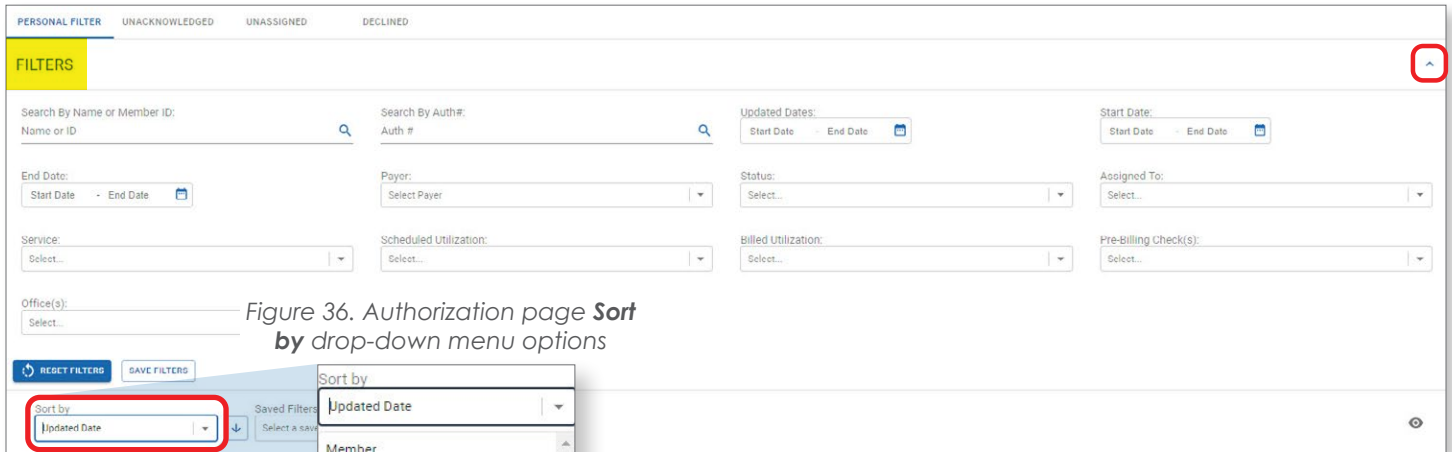 PERSONAL FILTER UNACKNOWLEDGED UNASSIGNED DECLINED
FILTERS
Search By Name or Member ID: Search By Auth#: Updated Dates: Start Date:
Name or ID Auth # Start Date - End Date Start Date - End Date
End Date: Payer: Status: Assigned To:
Start Date - End Date Select Payer Select... Select...
Service: Scheduled Utilization: Billed Utilization: Pre-Billing Check(s):
Select... Select... Select... Select...
Office(s):
Select...
Figure 36. Authorization page Sort
by drop-down menu options
RESET FILTERS SAVE FILTERS
Sort by Saved Filters Sort by
Updated Date Select a save Updated Date
Member